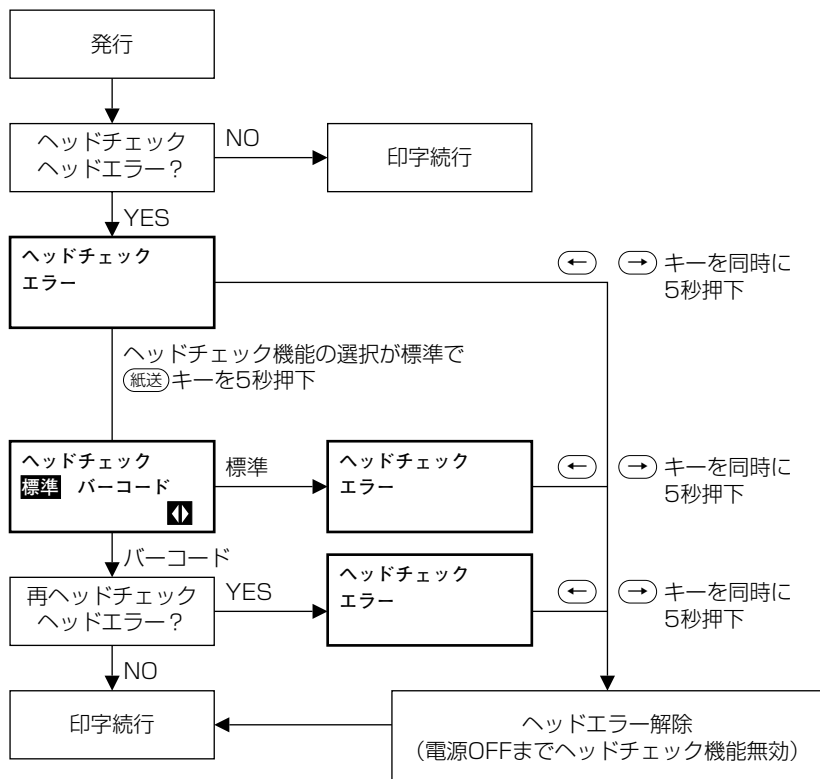 発行
ヘッドチェック
ヘッドエラー？
NO
印字続行
YES
ヘッドチェック
エラー
← → キーを同時に
5秒押下
ヘッドチェック機能の選択が標準で
紙送キーを5秒押下
ヘッドチェック
標準 バーコード
標準
ヘッドチェック
エラー
← → キーを同時に
5秒押下
バーコード
再ヘッドチェック
ヘッドエラー？
YES
ヘッドチェック
エラー
← → キーを同時に
5秒押下
NO
印字続行
ヘッドエラー解除
（電源OFFまでヘッドチェック機能無効）